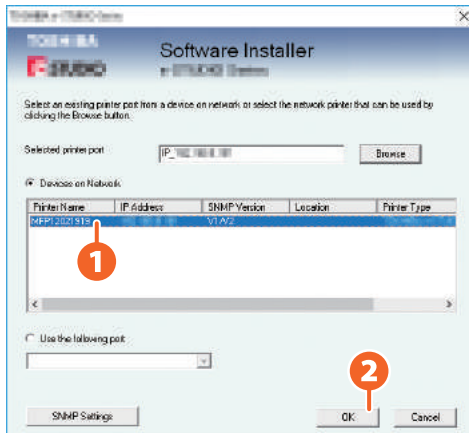 Software Installer
Select an existing printer port from a device on network or select the network printer that can be used by
clicking the Browse button.
Selected printer port
IP_
Browse
Devices on Network
Printer Name IP Address SNMP Version Location Printer Type
MFP12021919 V1/V2
1
Use the following port
2
SNMP Settings OK Cancel